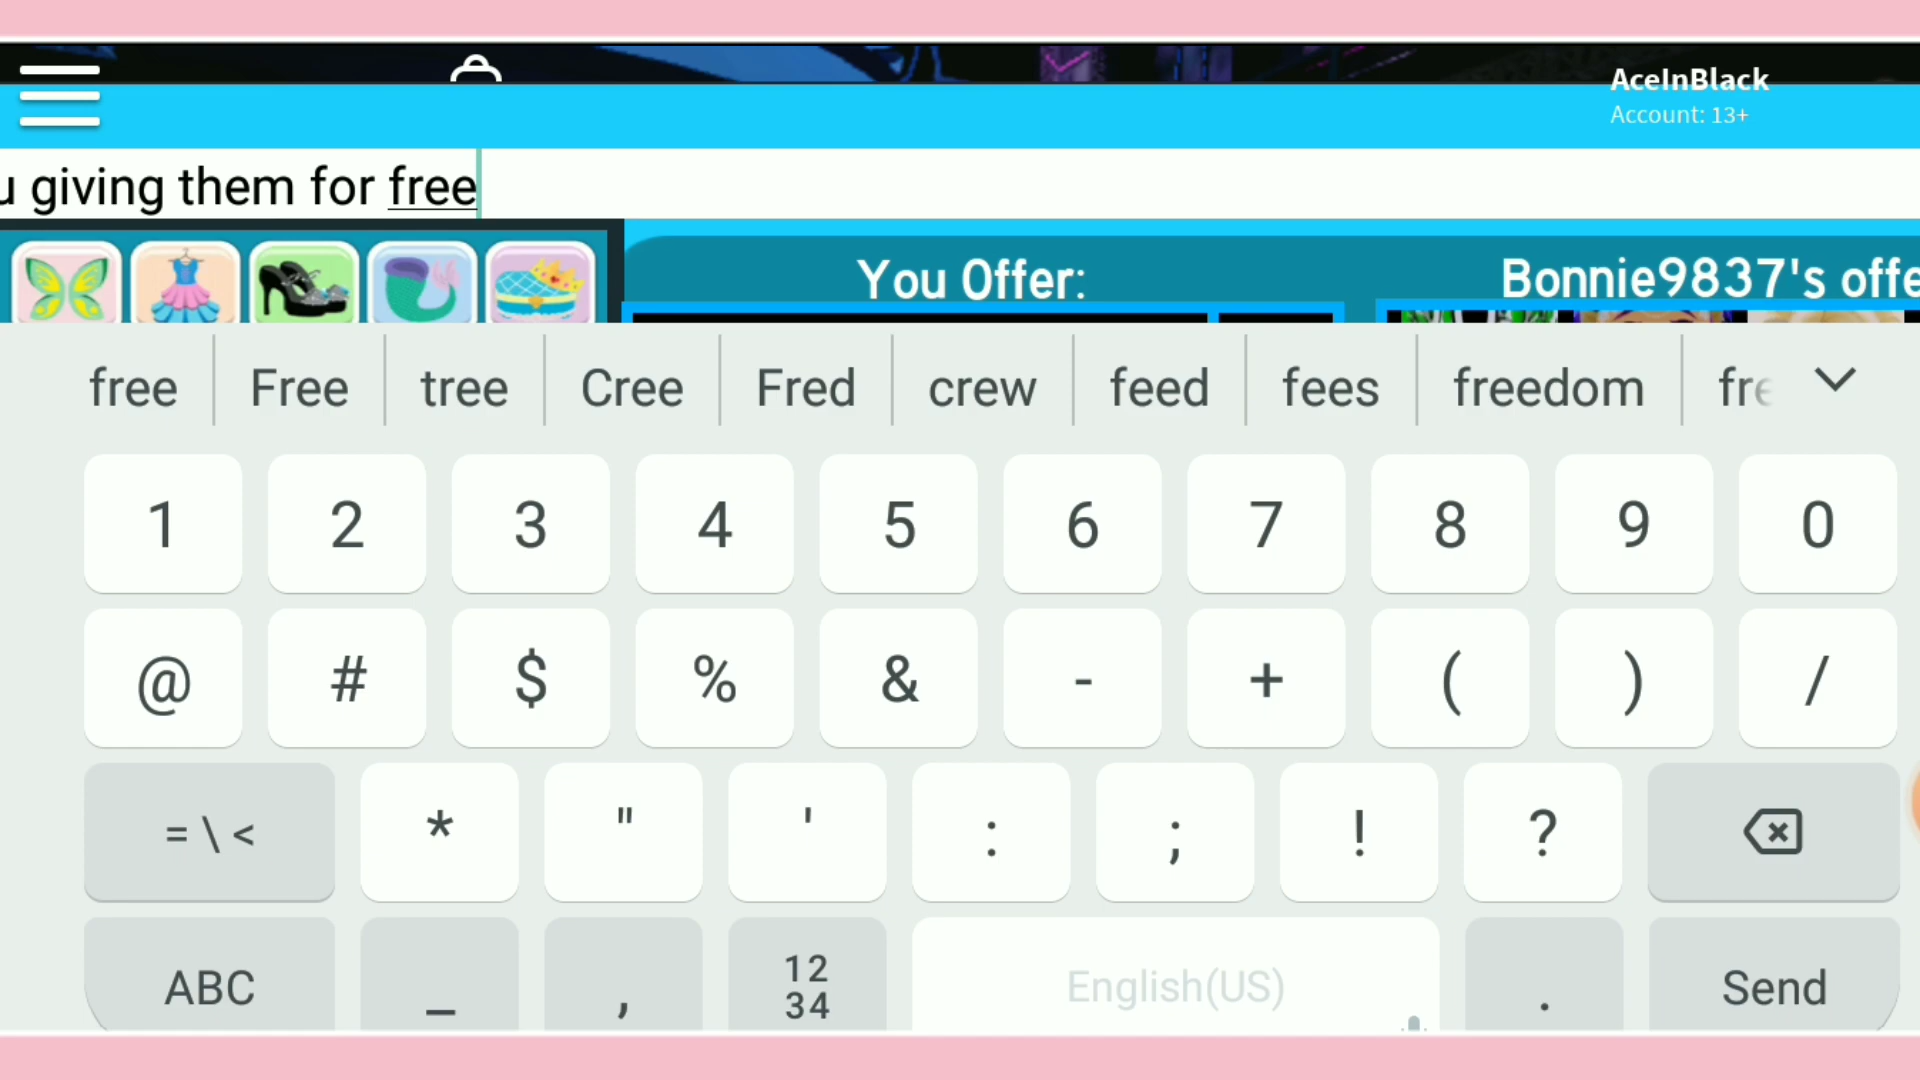 AceInBlack
Account: 13+
u giving them for free
You Offer:
Bonnie9837's offe
free Free tree Cree Fred crew feed fees freedom fre
1 2 3 4 5 6 7 8 9 0
@ # $ % & - + ( ) /
= \ < * " ' : ; ! ?
ABC _ , 12 English(US) . Send
34